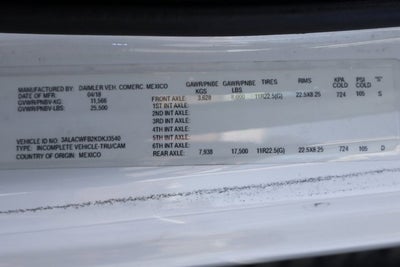 GAWR/PNBE GAWR/PNBE TIRES RIMS KPA PSI "S"
KGS LBS COLD COLD
MANUFACTURED BY: DAIMLER VEH. COMERC. MEXICO
DATE OF MFR: 04/18
GVWR/PNBV-KG: 11,566
GVWR/PNBV-LBS: 25,500
FRONT AXLE: 3,628 11R22.5(G) 22.5X8.25 724 105 S
1ST INT AXLE:
2ND INT AXLE:
3RD INT AXLE:
4TH INT AXLE:
5TH INT AXLE:
6TH INT AXLE:
REAR AXLE: 7,938 17,500 11R22.5(G) 22.5X8.25 724 105 D
VEHICLE ID NO: 3ALACWFB2KDKJ3540
TYPE: INCOMPLETE VEHICLE-TRU/CAM
COUNTRY OF ORIGIN: MEXICO